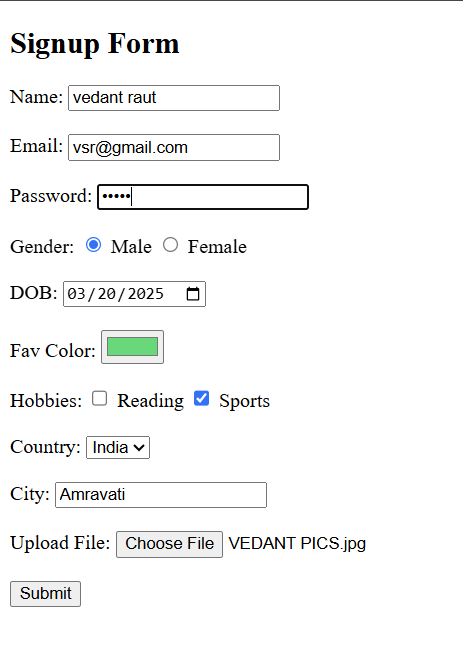 Signup Form
Name: vedant raut
Email: vsr@gmail.com
Password: •••••
Gender: Male Female
DOB: 03/20/2025
Fav Color:
Hobbies: Reading Sports
Country: India
City: Amravati
Upload File: Choose File VEDANT PICS.jpg
Submit